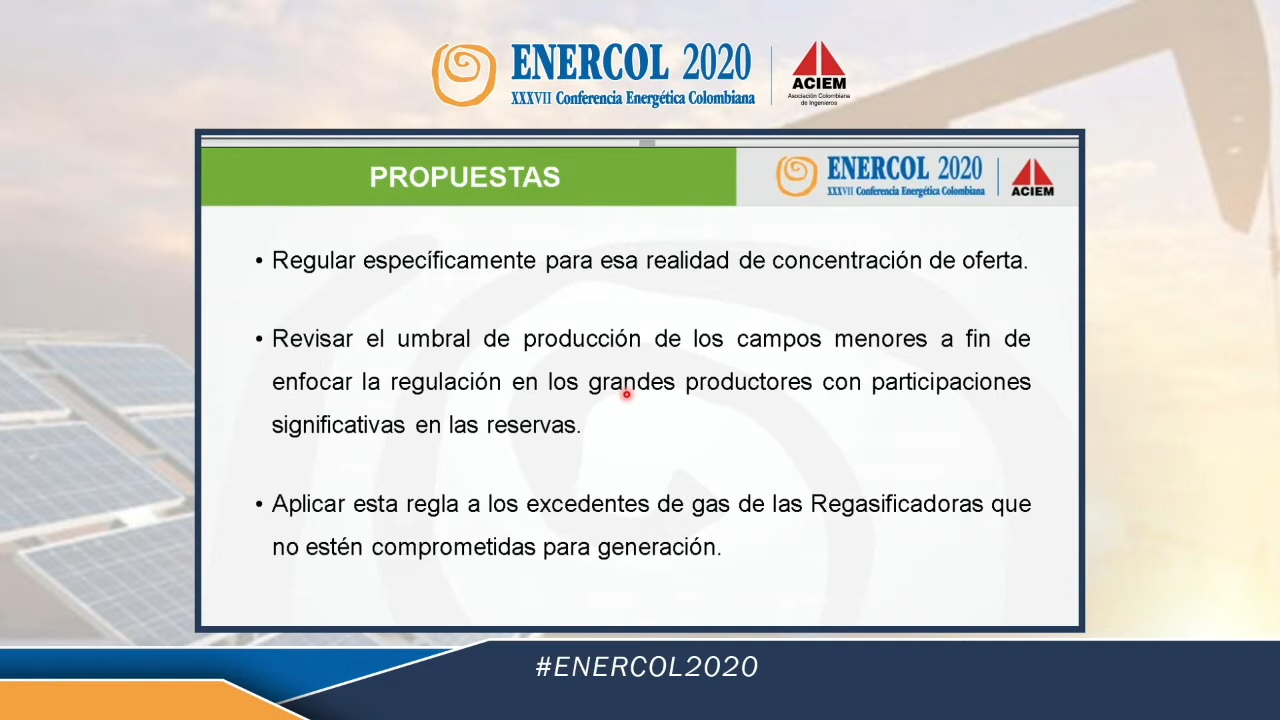 ENERCOL 2020
XXXVII Conferencia Energética Colombiana
ACIEM
Asociación Colombiana
de Ingenieros
PROPUESTAS
ENERCOL 2020
XXXVII Conferencia Energética Colombiana
ACIEM
• Regular específicamente para esa realidad de concentración de oferta.
• Revisar el umbral de producción de los campos menores a fin de
enfocar la regulación en los grandes productores con participaciones
significativas en las reservas.
• Aplicar esta regla a los excedentes de gas de las Regasificadoras que
no estén comprometidas para generación.
#ENERCOL2020